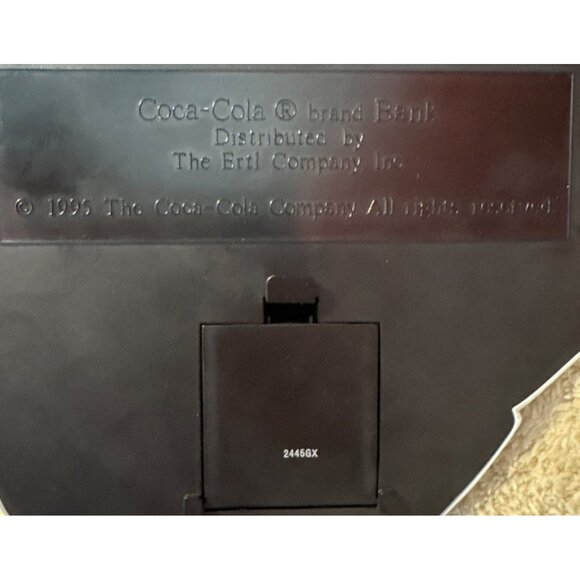 Coca-Cola ® brand Bank
Distributed by
The Ertl Company, Inc.
© 1995 The Coca-Cola Company All rights reserved
2445GX